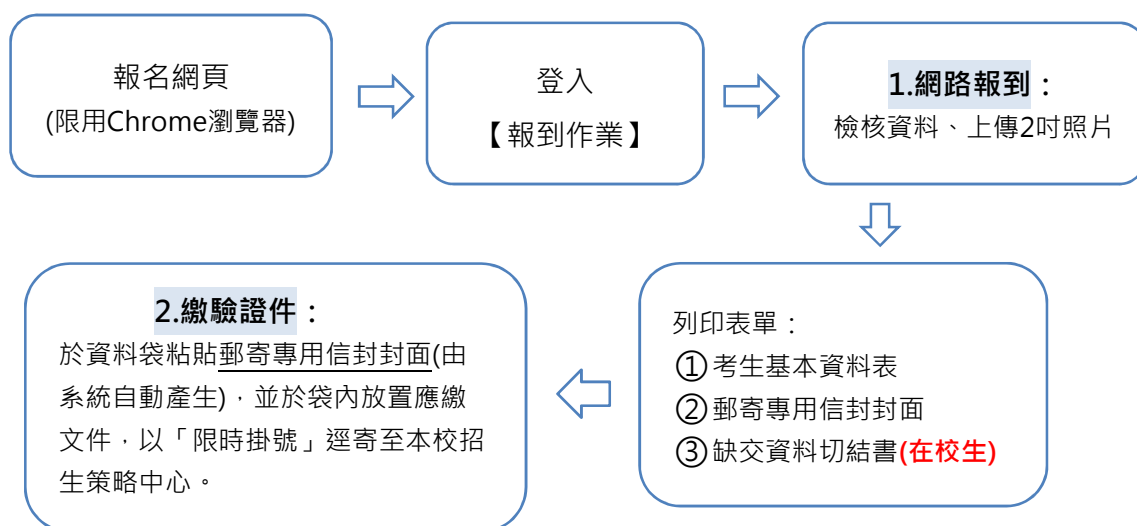 報名網頁
(限用Chrome瀏覽器)
登入
【報到作業】
1.網路報到：
檢核資料、上傳2吋照片
列印表單：
①考生基本資料表
②郵寄專用信封封面
③缺交資料切結書(在校生)
2.繳驗證件：
於資料袋粘貼郵寄專用信封封面(由
系統自動產生)，並於袋內放置應繳
文件，以「限時掛號」逕寄至本校招
生策略中心。